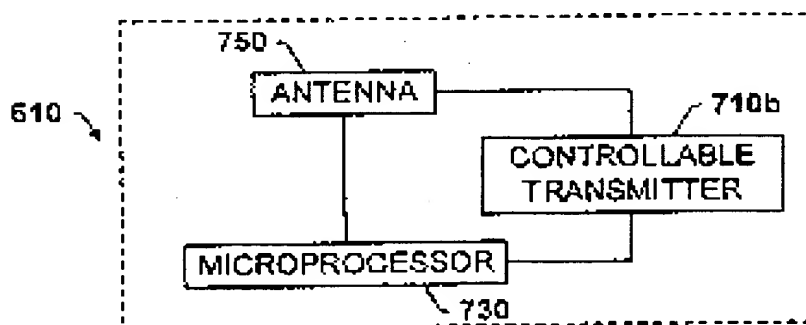 750
ANTENNA
610
710b
CONTROLLABLE
TRANSMITTER
MICROPROCESSOR
730